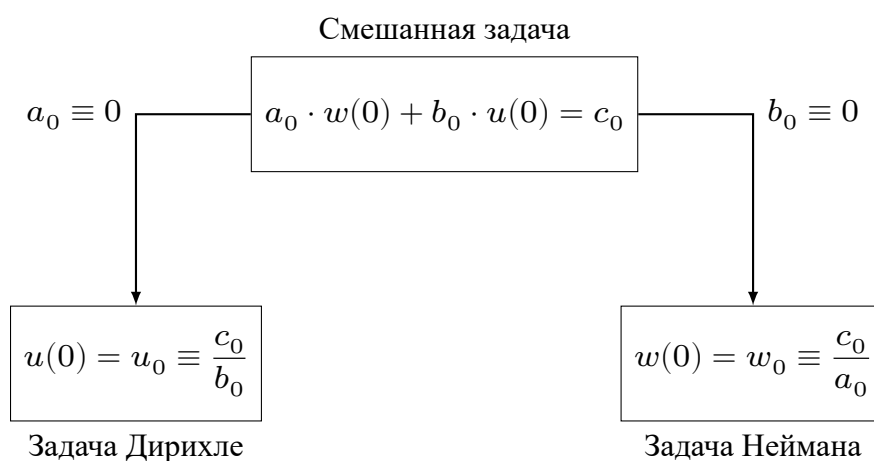 Смешанная задача
a₀ ≡ 0
a₀ · w(0) + b₀ · u(0) = c₀
b₀ ≡ 0
u(0) = u₀ ≡ c₀/b₀
w(0) = w₀ ≡ c₀/a₀
Задача Дирихле
Задача Неймана